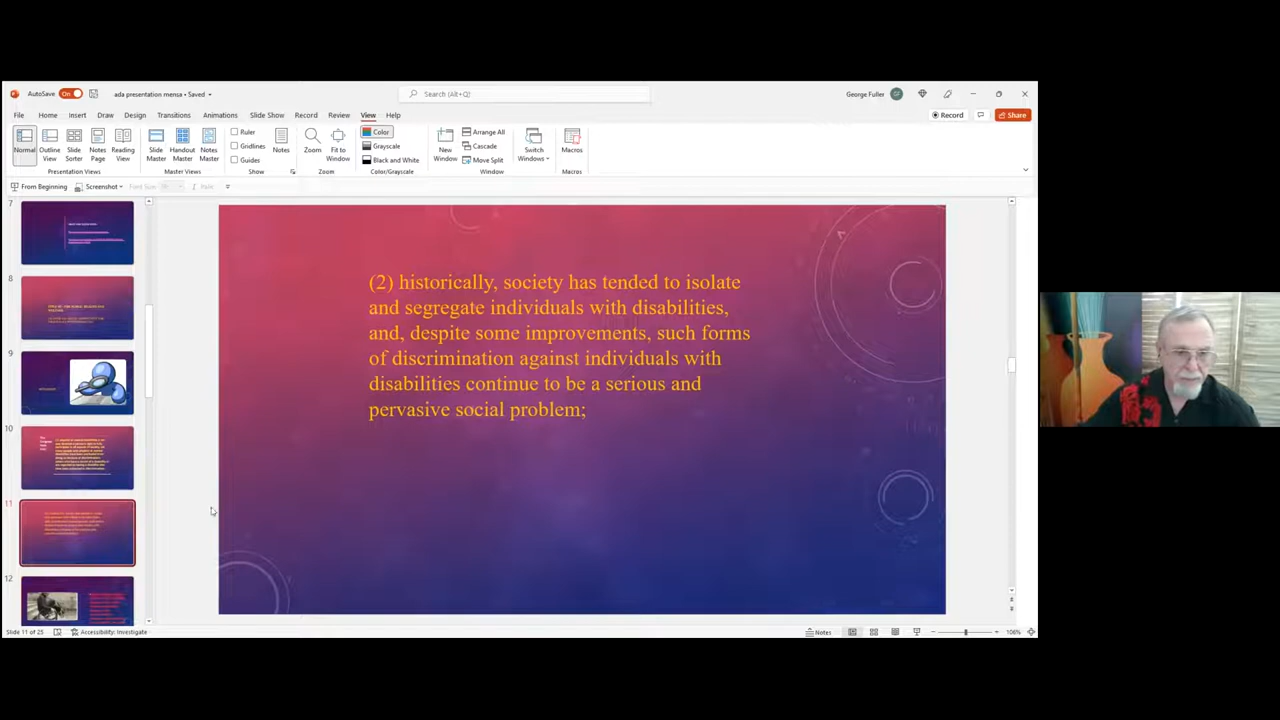 AutoSave On ada presentation mensa • Saved Search (Alt+Q) George Fuller GF
File Home Insert Draw Design Transitions Animations Slide Show Record Review View Help Record Share
Normal Outline View Slide Sorter Notes Page Reading View
Presentation Views
Slide Master Handout Master Notes Master
Master Views
Ruler
Gridlines
Guides
Notes
Show
Zoom Fit to Window
Zoom
Color
Grayscale
Black and White
Color/Grayscale
New Window
Arrange All
Cascade
Move Split
Switch Windows
Window
Macros
Macros
From Beginning Screenshot Font Size
7
8
9
10
11
12
(2) historically, society has tended to isolate
and segregate individuals with disabilities,
and, despite some improvements, such forms
of discrimination against individuals with
disabilities continue to be a serious and
pervasive social problem;
Slide 11 of 25 Accessibility: Investigate Notes 106%